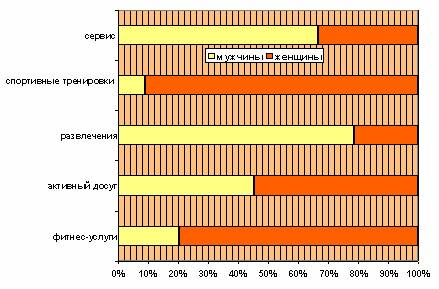 сервис
мужчины женщины
спортивные тренировки
развлечения
активный досуг
фитнес-услуги
0% 10% 20% 30% 40% 50% 60% 70% 80% 90% 100%